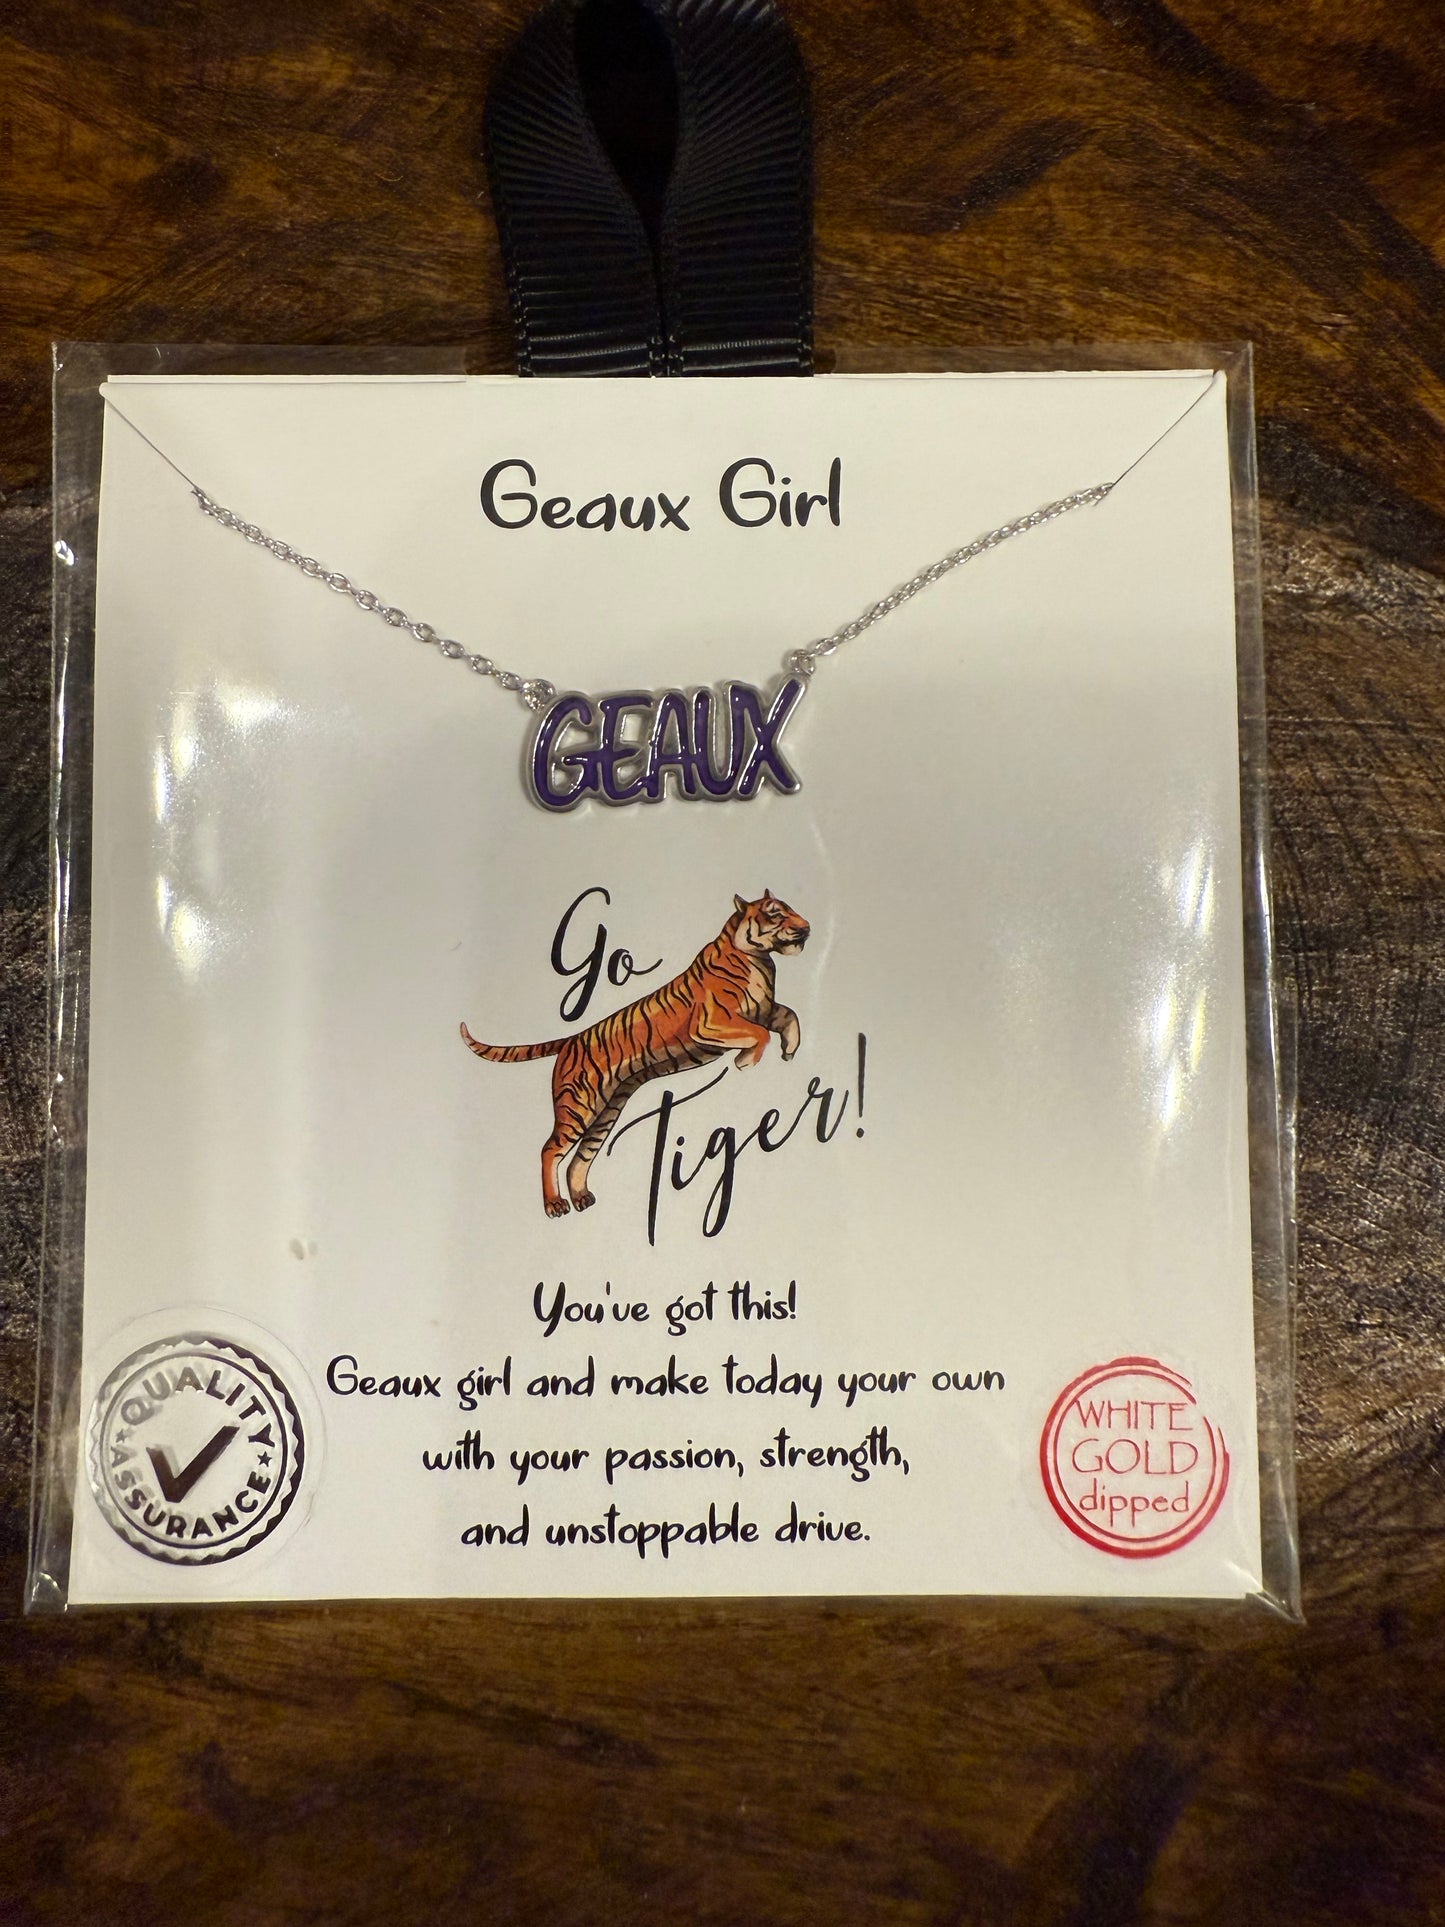 Geaux Girl
GEAUX
Go
Tiger!
You've got this!
Geaux girl and make today your own
with your passion, strength,
and unstoppable drive.
QUALITY
ASSURANCE
WHITE
GOLD
dipped